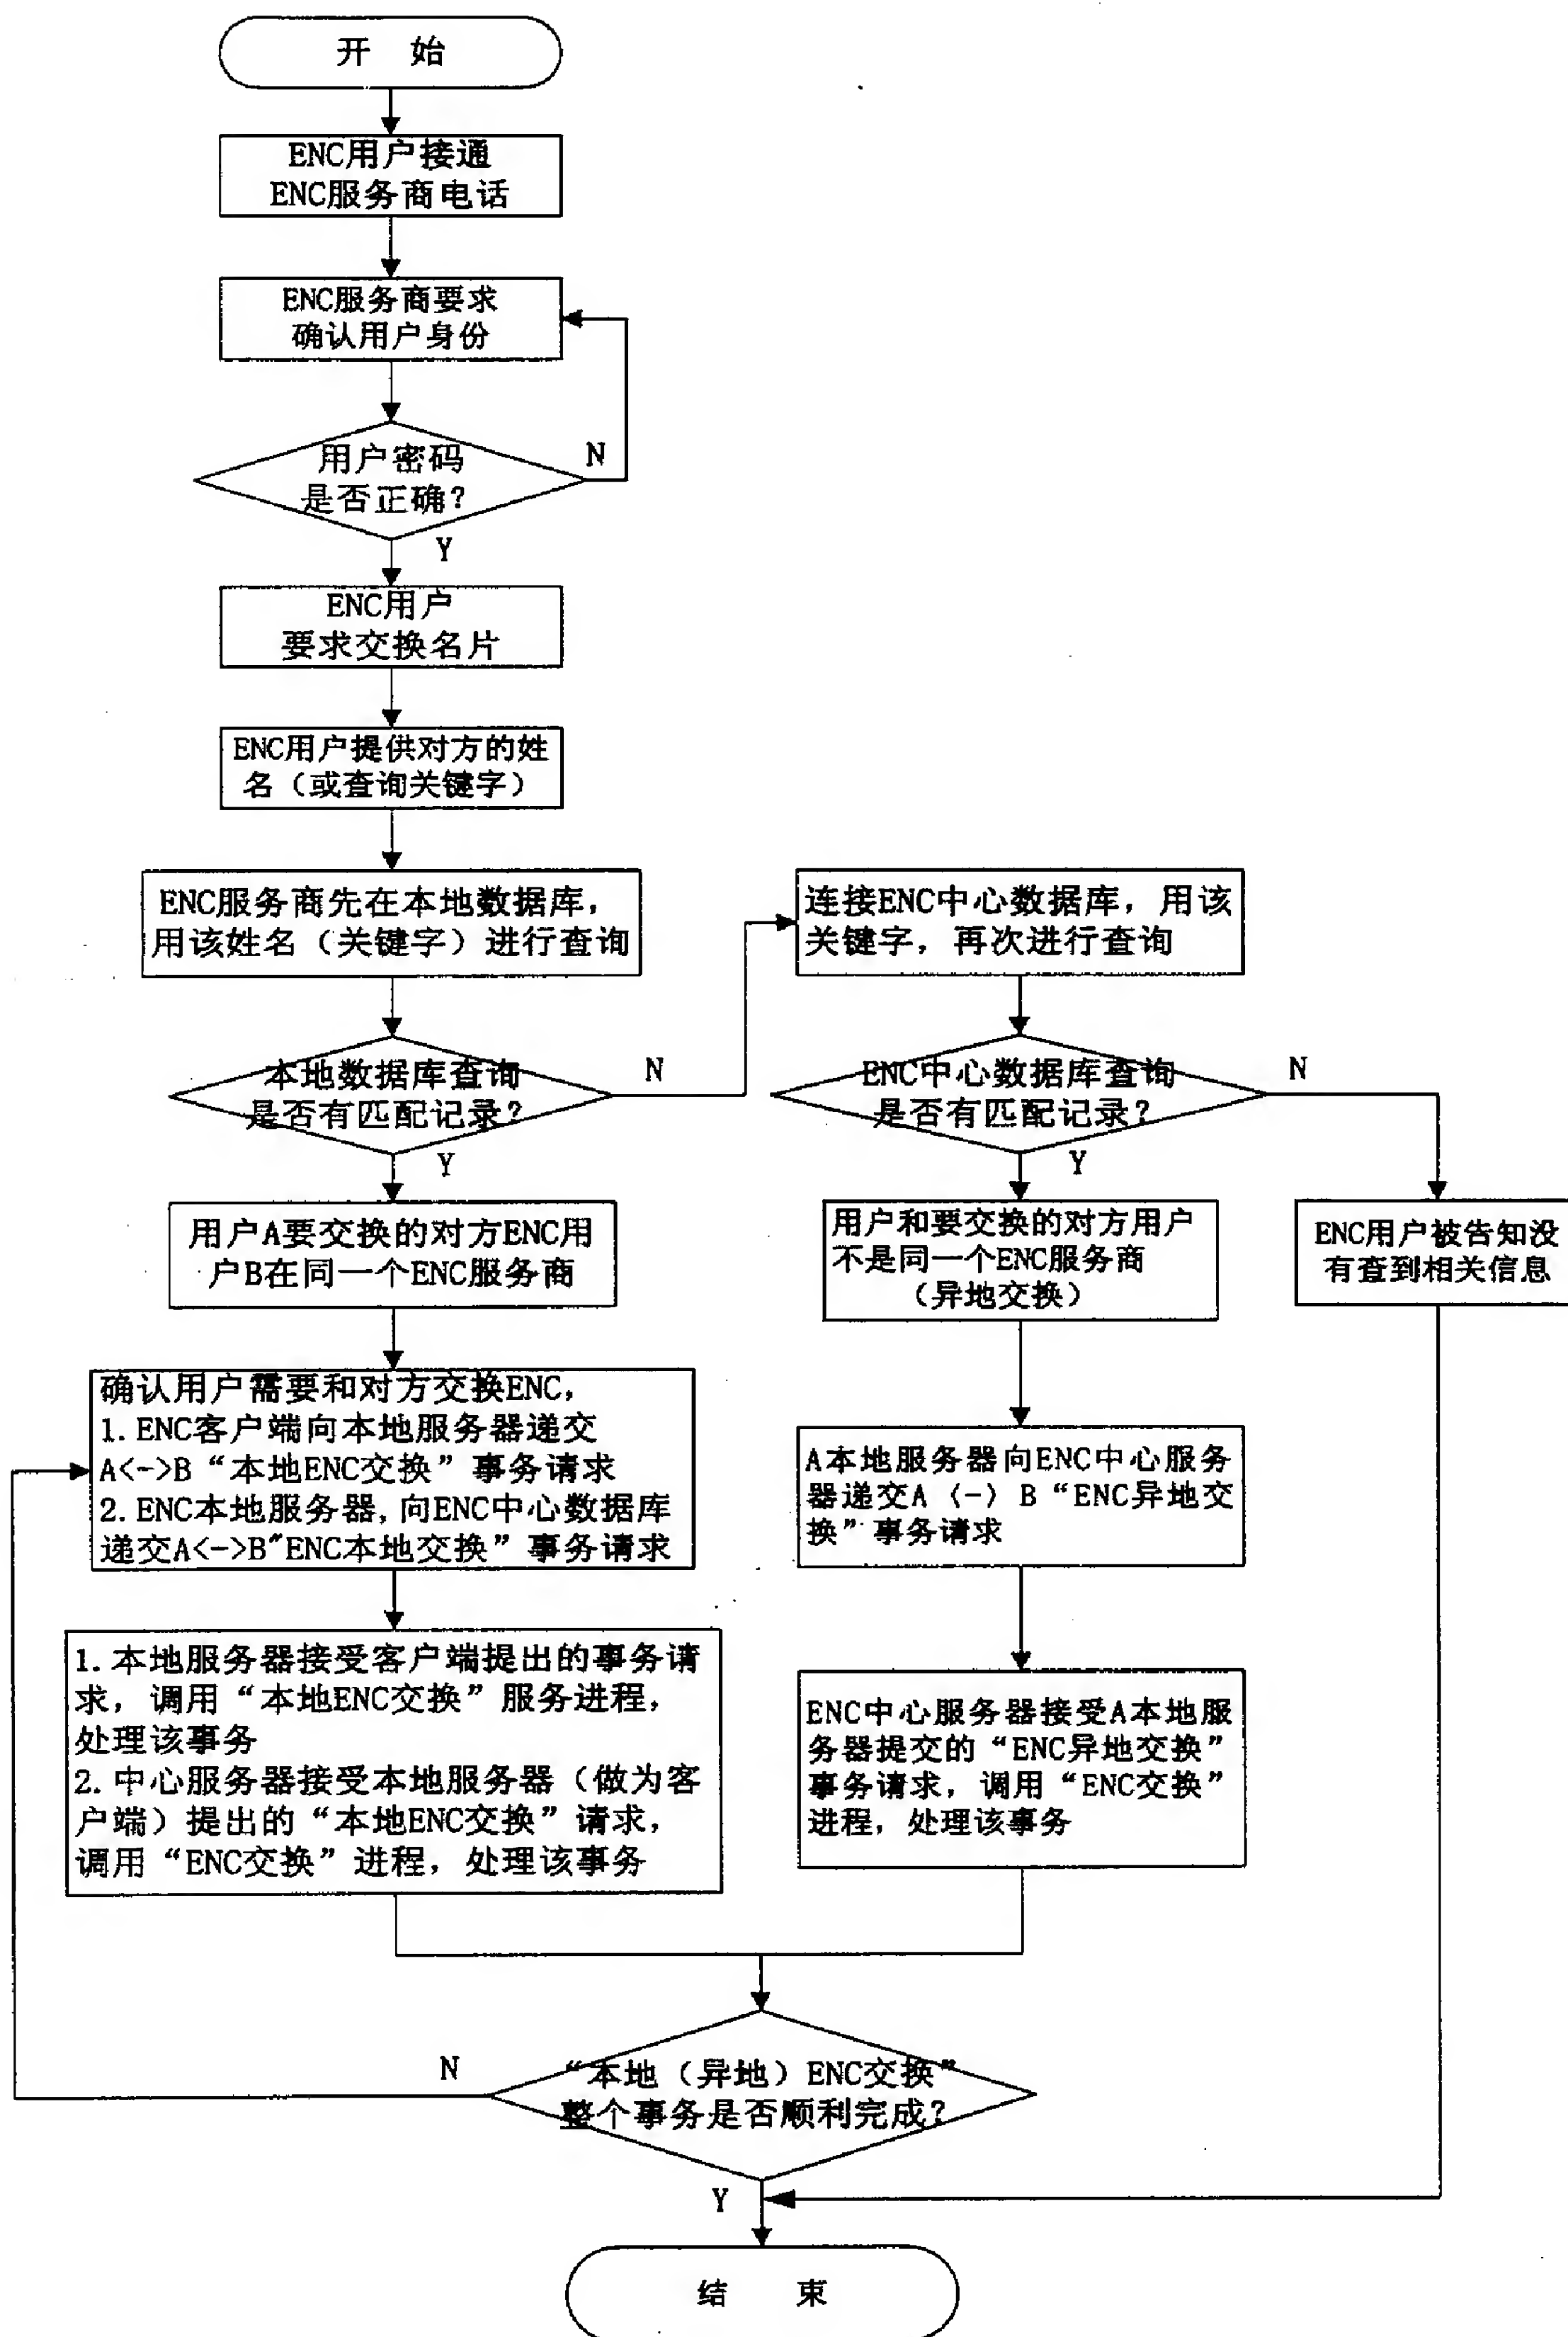 开 始
ENC用户接通
ENC服务商电话
ENC服务商要求
确认用户身份
用户密码
是否正确?
N
Y
ENC用户
要求交换名片
ENC用户提供对方的姓
名（或查询关键字）
ENC服务商先在本地数据库，
用该姓名（关键字）进行查询
连接ENC中心数据库，用该
关键字，再次进行查询
本地数据库查询
是否有匹配记录?
N
Y
ENC中心数据库查询
是否有匹配记录?
N
Y
用户A要交换的对方ENC用
户B在同一个ENC服务商
用户和要交换的对方用户
不是同一个ENC服务商
（异地交换）
ENC用户被告知没
有查到相关信息
确认用户需要和对方交换ENC，
1.ENC客户端向本地服务器递交
A<->B“本地ENC交换”事务请求
2.ENC本地服务器,向ENC中心数据库
递交A<->B"ENC本地交换”事务请求
A本地服务器向ENC中心服务
器递交A〈-〉B“ENC异地交
换”事务请求
1.本地服务器接受客户端提出的事务请
求，调用“本地ENC交换”服务进程，
处理该事务
2.中心服务器接受本地服务器（做为客
户端）提出的“本地ENC交换”请求，
调用“ENC交换”进程，处理该事务
ENC中心服务器接受A本地服
务器提交的“ENC异地交换”
事务请求，调用“ENC交换”
进程，处理该事务
“本地（异地）ENC交换”
整个事务是否顺利完成?
N
Y
结 束